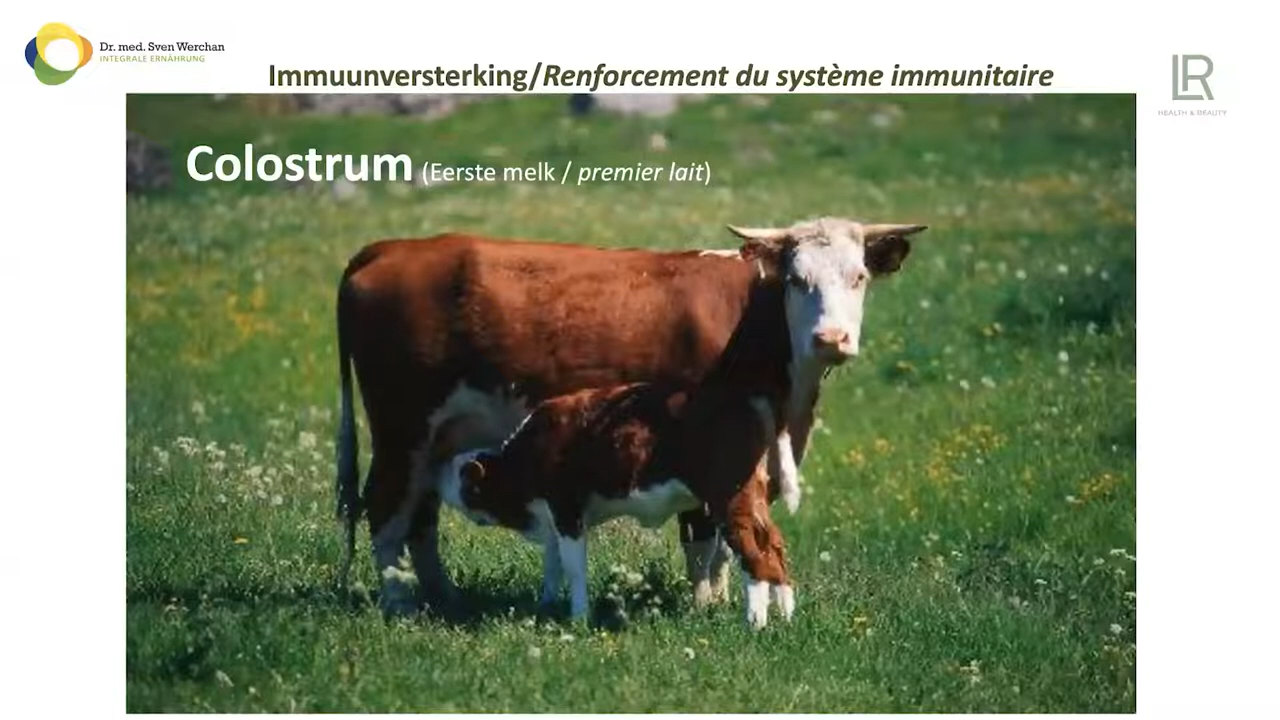 Dr. med. Sven Werchan
INTEGRALE ERNÄHRUNG
Immuunversterking/Renforcement du système immunitaire
LR
HEALTH & BEAUTY
Colostrum (Eerste melk / premier lait)